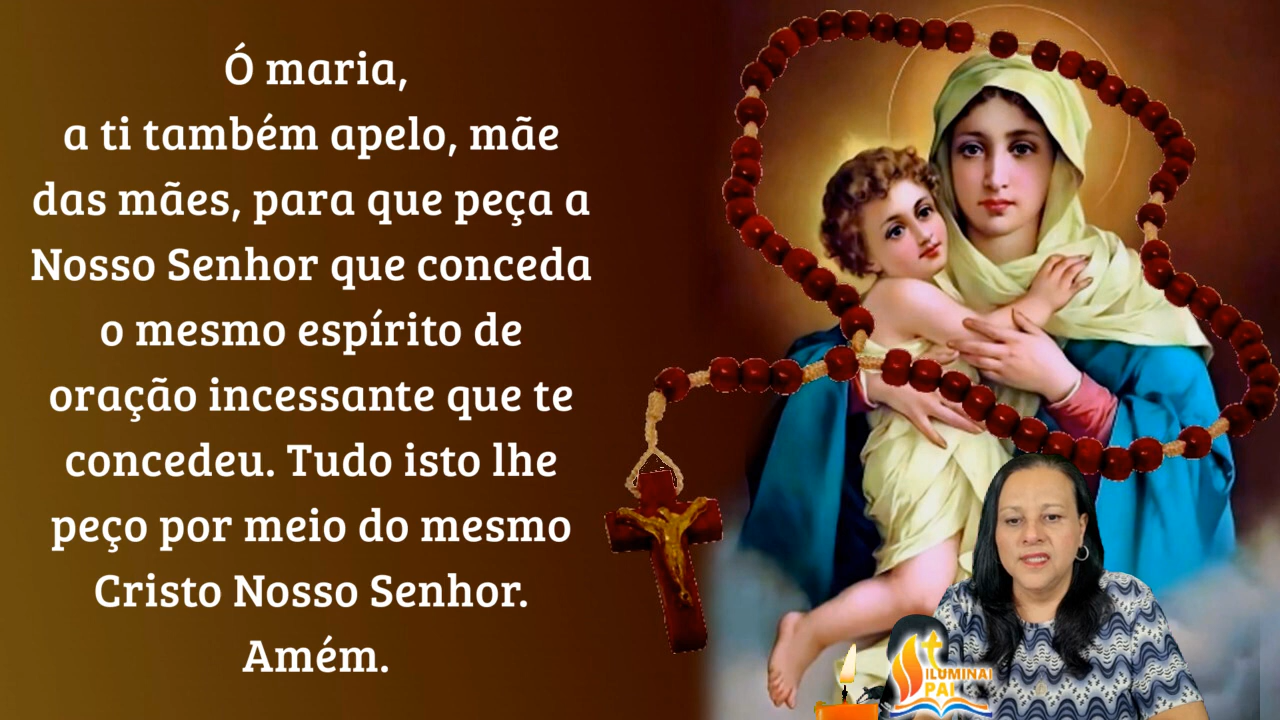 Ó maria,
a ti também apelo, mãe
das mães, para que peça a
Nosso Senhor que conceda
o mesmo espírito de
oração incessante que te
concedeu. Tudo isto lhe
peço por meio do mesmo
Cristo Nosso Senhor.
Amém.
ILUMINAI
PAI